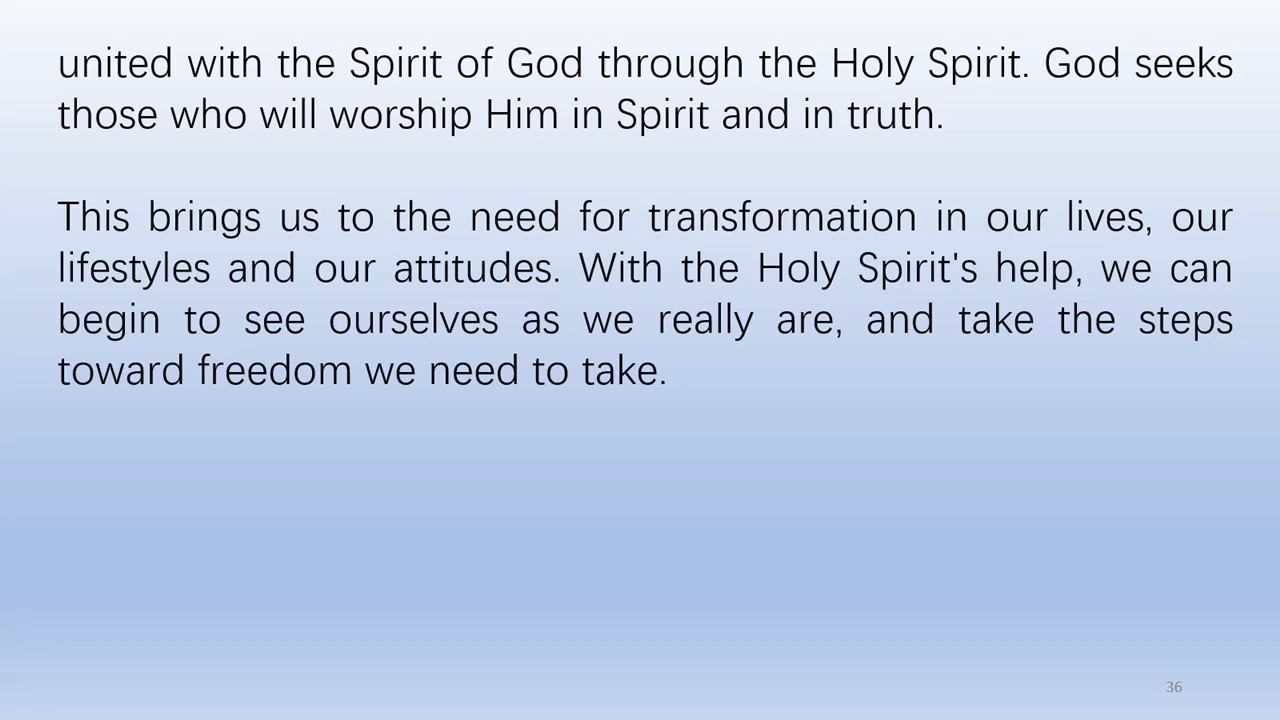 united with the Spirit of God through the Holy Spirit. God seeks
those who will worship Him in Spirit and in truth.
This brings us to the need for transformation in our lives, our
lifestyles and our attitudes. With the Holy Spirit's help, we can
begin to see ourselves as we really are, and take the steps
toward freedom we need to take.
36